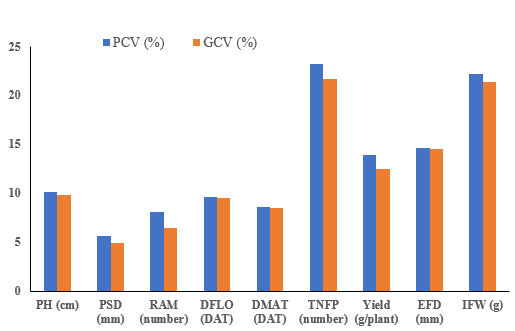 PCV (%) GCV (%)
25
20
15
10
5
0
PH (cm) PSD RAM DFLO DMAT TNFP Yield EFD IFW (g)
(mm) (number) (DAT) (DAT) (number) (g/plant) (mm)